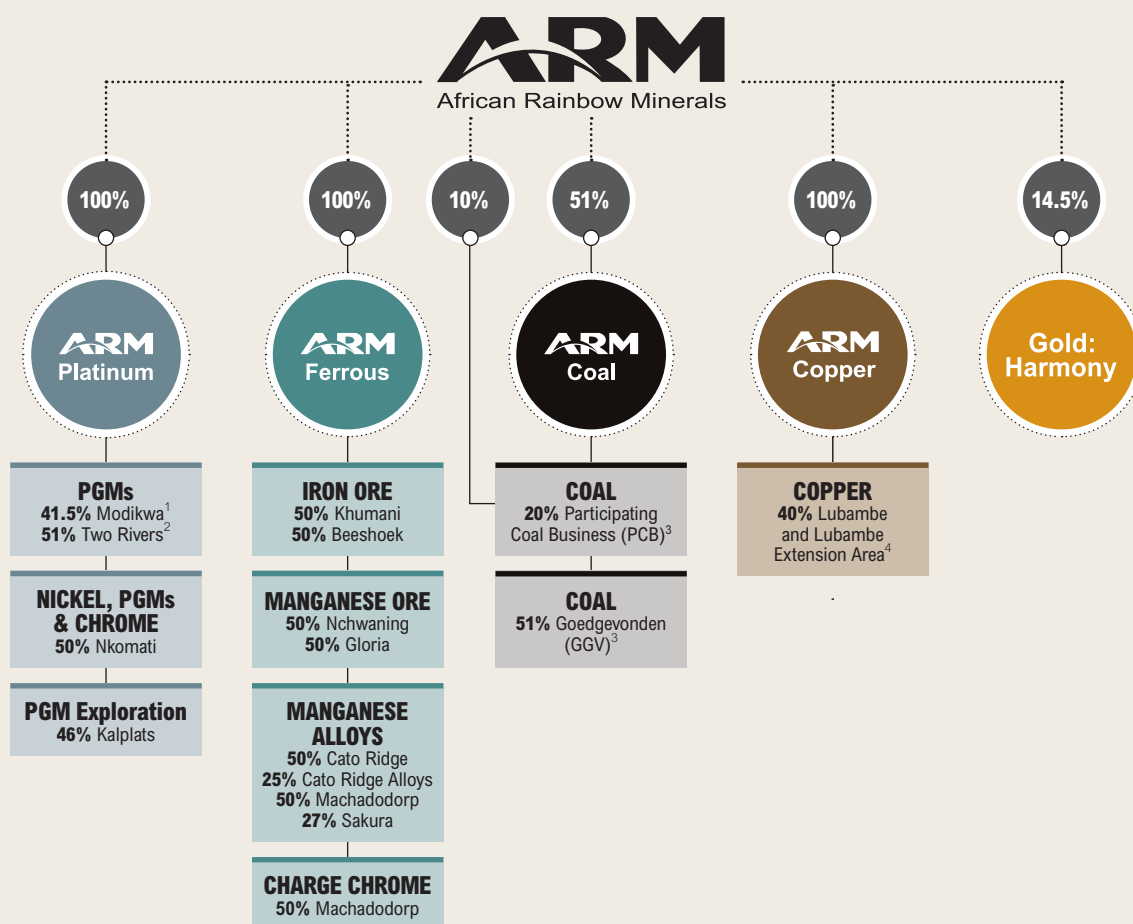 ARM
African Rainbow Minerals
100%
100%
10%
51%
100%
14.5%
ARM
Platinum
ARM
Ferrous
ARM
Coal
ARM
Copper
Gold:
Harmony
PGMs
41.5% Modikwa1
51% Two Rivers2
NICKEL, PGMs
& CHROME
50% Nkomati
PGM Exploration
46% Kalplats
IRON ORE
50% Khumani
50% Beeshoek
MANGANESE ORE
50% Nchwaning
50% Gloria
MANGANESE
ALLOYS
50% Cato Ridge
25% Cato Ridge Alloys
50% Machadodorp
27% Sakura
CHARGE CHROME
50% Machadodorp
COAL
20% Participating
Coal Business (PCB)3
COAL
51% Goedgevonden
(GGV)3
COPPER
40% Lubambe
and Lubambe
Extension Area4
.